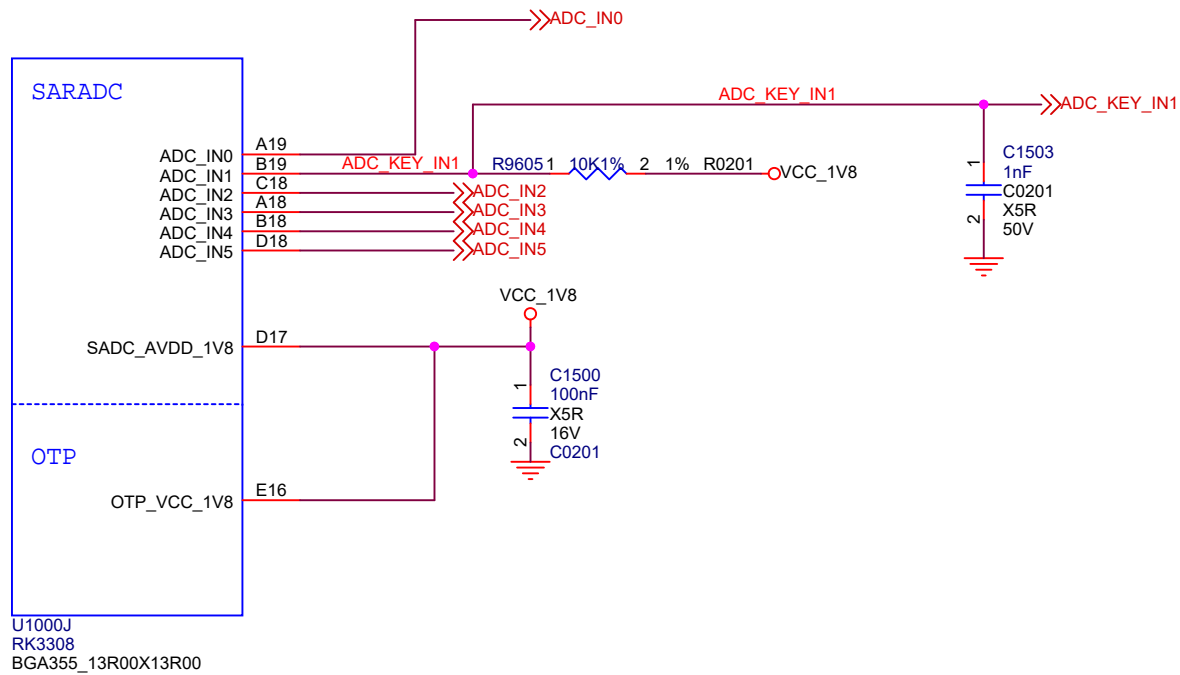 ADC_IN0
SARADC
ADC_KEY_IN1
ADC_KEY_IN1
ADC_IN0 A19
ADC_IN1 B19 ADC_KEY_IN1 R9605 1 10K1% 2 1% R0201 VCC_1V8
ADC_IN2 C18 ADC_IN2
ADC_IN3 A18 ADC_IN3
ADC_IN4 B18 ADC_IN4
ADC_IN5 D18 ADC_IN5
1
C1503
1nF
C0201
X5R
50V
2
VCC_1V8
SADC_AVDD_1V8 D17
1
C1500
100nF
X5R
16V
C0201
2
OTP
OTP_VCC_1V8 E16
U1000J
RK3308
BGA355_13R00X13R00